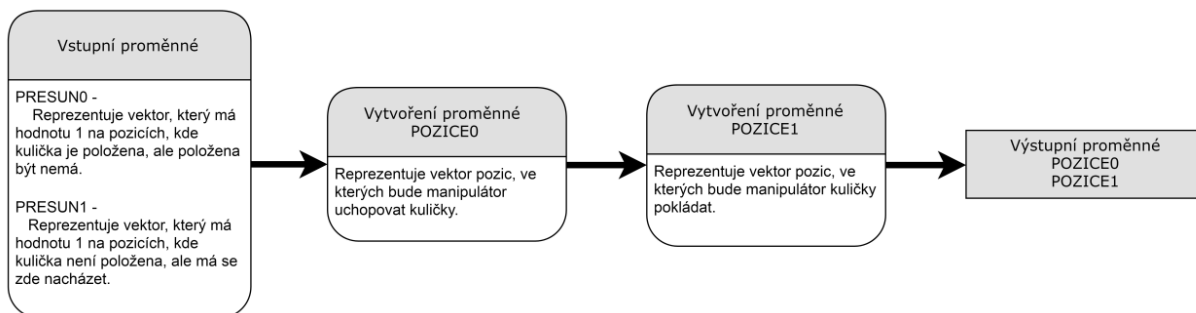 Vstupní proměnné
PRESUN0 -
Reprezentuje vektor, který má
hodnotu 1 na pozicích, kde
kulička je položena, ale položena
být nemá.
PRESUN1 -
Reprezentuje vektor, který má
hodnotu 1 na pozicích, kde
kulička není položena, ale má se
zde nacházet.
Vytvoření proměnné
POZICE0
Reprezentuje vektor pozic, ve
kterých bude manipulátor
uchopovat kuličky.
Vytvoření proměnné
POZICE1
Reprezentuje vektor pozic, ve
kterých bude manipulátor kuličky
pokládat.
Výstupní proměnné
POZICE0
POZICE1